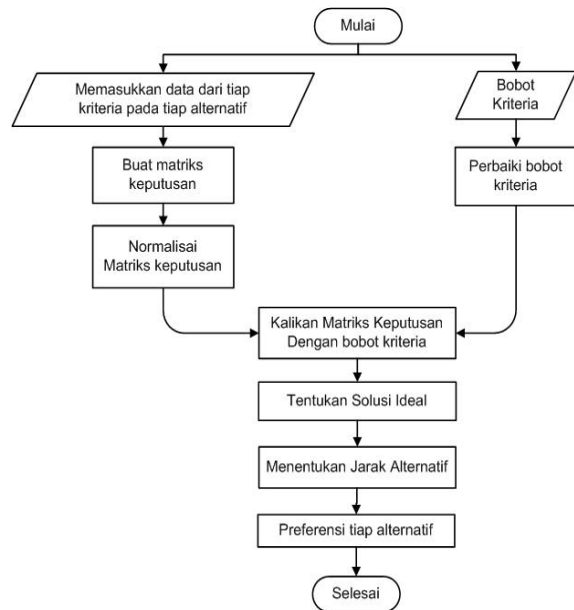 Mulai
Memasukkan data dari tiap
kriteria pada tiap alternatif
Bobot
Kriteria
Buat matriks
keputusan
Perbaiki bobot
kriteria
Normalisai
Matriks keputusan
Kalikan Matriks Keputusan
Dengan bobot kriteria
Tentukan Solusi Ideal
Menentukan Jarak Alternatif
Preferensi tiap alternatif
Selesai